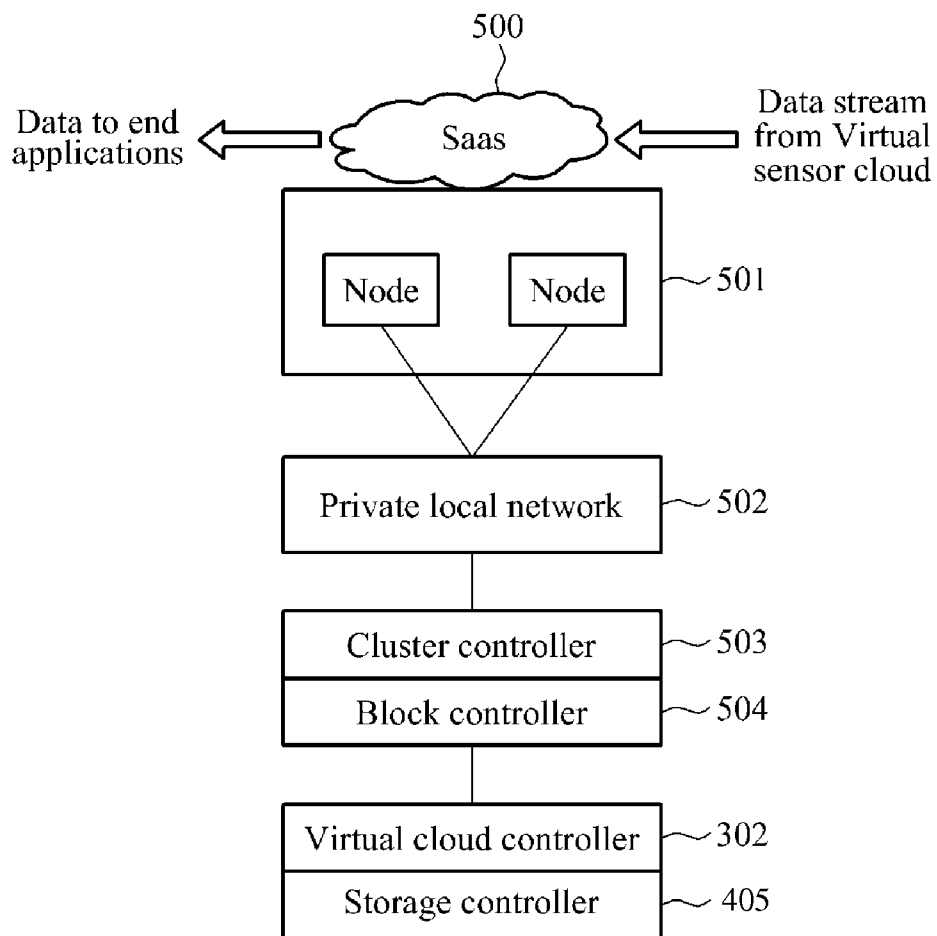 500
Data to end
applications
Saas
Data stream
from Virtual
sensor cloud
Node
Node
501
Private local network
502
Cluster controller
503
Block controller
504
Virtual cloud controller
302
Storage controller
405